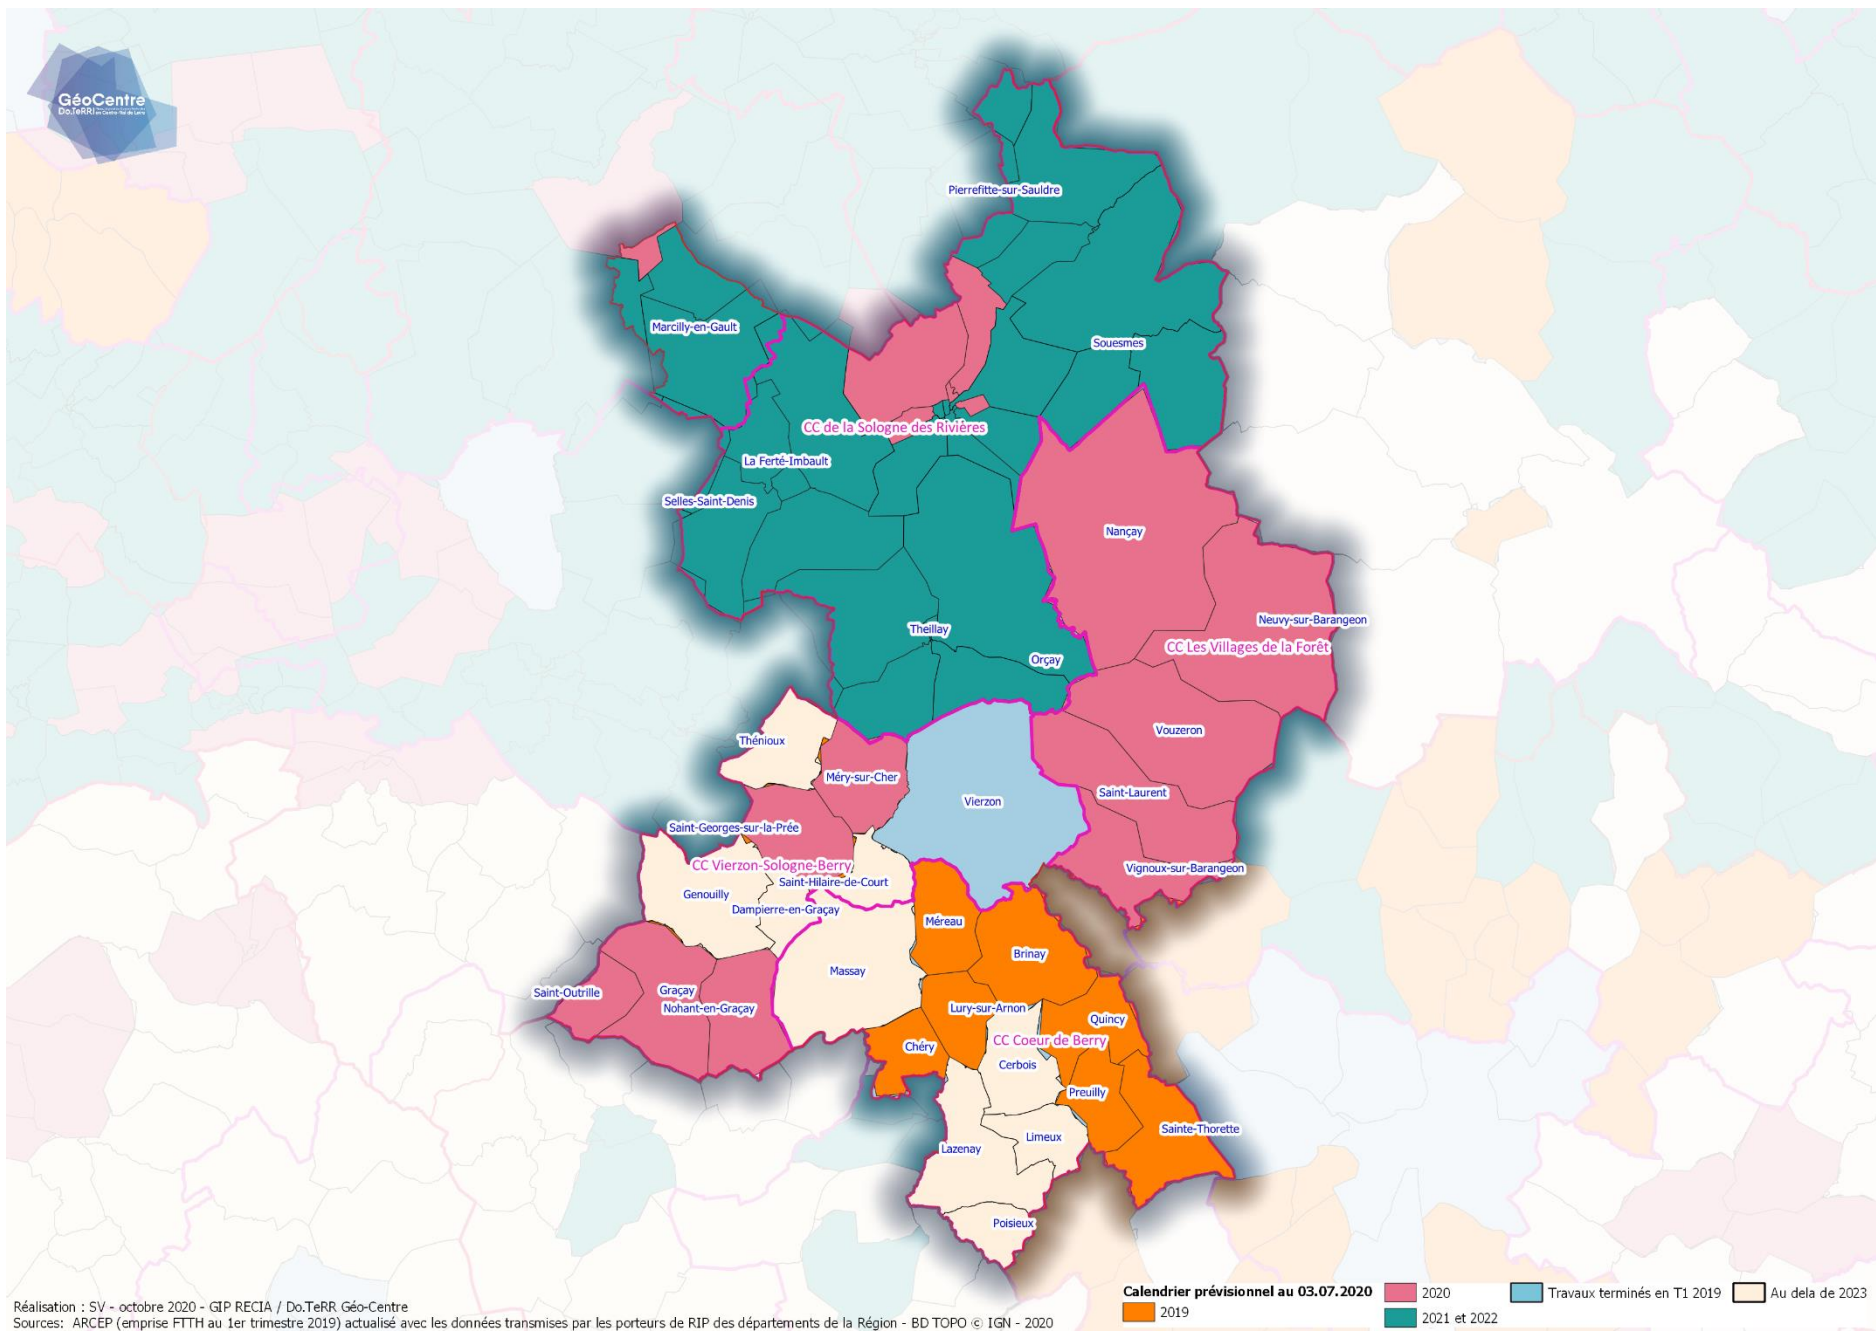 GéoCentre
Do.TeRR
en Centre-Val de Loire
Pierrefitte-sur-Sauldre
Marcilly-en-Gault
Souesmes
CC de la Sologne des Rivières
La Ferté-Imbault
Selles-Saint-Denis
Nançay
Neuvy-sur-Barangeon
Theillay
CC Les Villages de la Forêt
Orçay
Vouzeron
Thénioux
Méry-sur-Cher
Saint-Laurent
Vierzon
Saint-Georges-sur-la-Prée
CC Vierzon-Sologne-Berry
Vignoux-sur-Barangeon
Saint-Hilaire-de-Court
Genouilly
Dampierre-en-Graçay
Méreau
Brinay
Massay
Graçay
Saint-Outrille
Nohant-en-Graçay
Lury-sur-Arnon
Quincy
CC Coeur de Berry
Chéry
Cerbois
Preuilly
Sainte-Thorette
Limeux
Lazenay
Poisieux
Calendrier prévisionnel au 03.07.2020
2019
2020
2021 et 2022
Travaux terminés en T1 2019
Au dela de 2023
Réalisation : SV - octobre 2020 - GIP RECIA / Do.TeRR Géo-Centre
Sources: ARCEP (emprise FTTH au 1er trimestre 2019) actualisé avec les données transmises par les porteurs de RIP des départements de la Région - BD TOPO © IGN - 2020